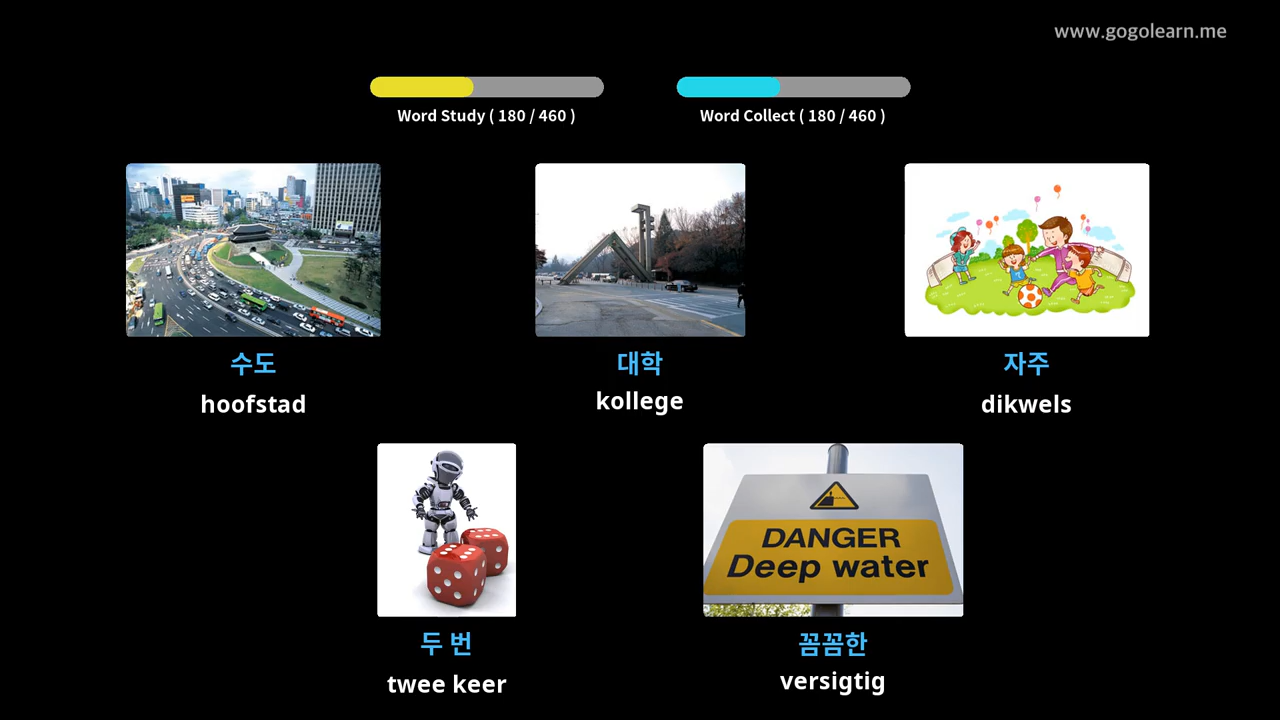 www.gogolearn.me
Word Study ( 180 / 460 )
Word Collect ( 180 / 460 )
수도
hoofstad
대학
kollege
자주
dikwels
DANGER
Deep water
두 번
twee keer
꼼꼼한
versigtig